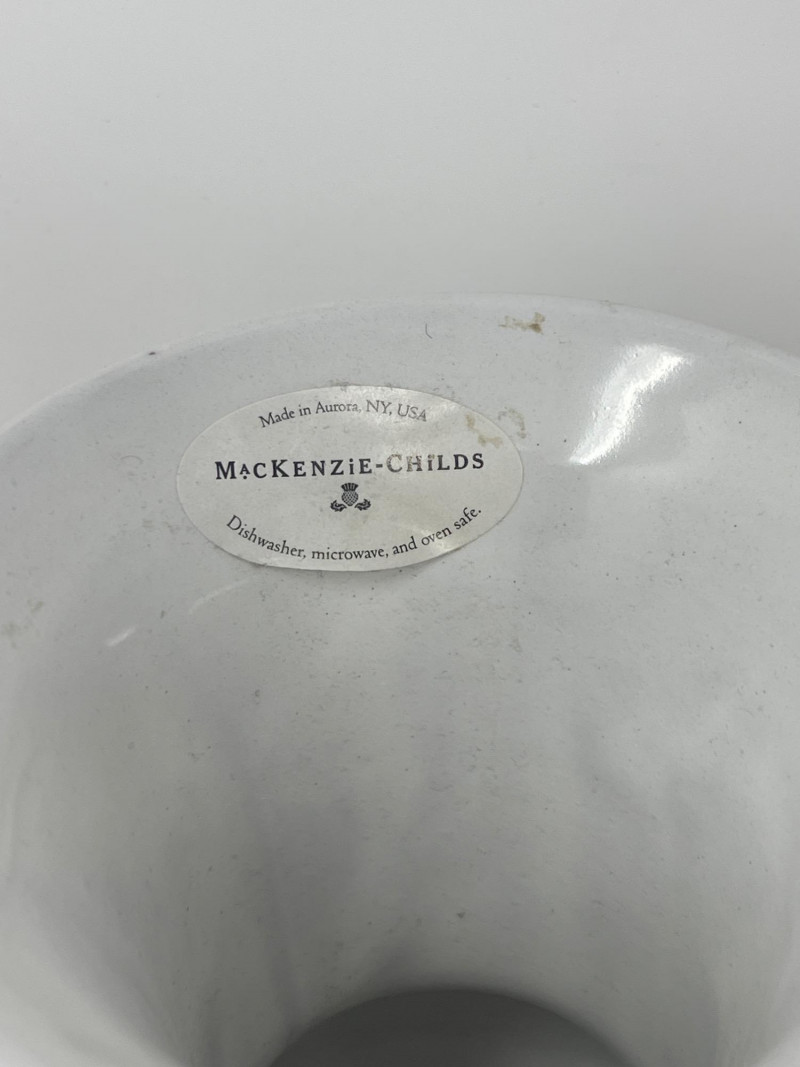 Made in Aurora, NY, USA
MACKENZiE-CHiLDS
Dishwasher, microwave, and oven safe.